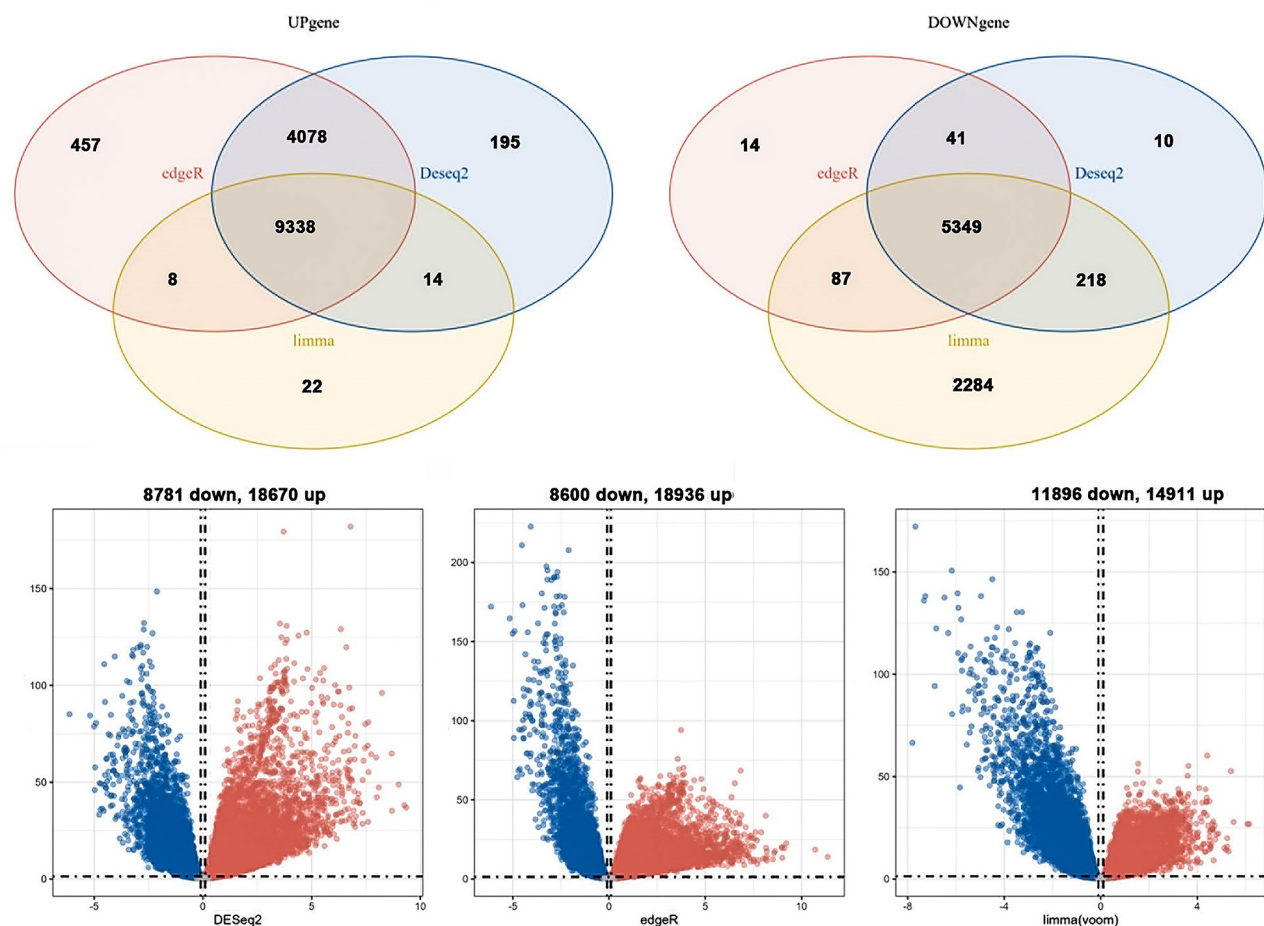 UPgene
DOWNgene
457
4078
195
edgeR
Deseq2
9338
8
14
limma
22
14
41
10
edgeR
Deseq2
5349
87
218
limma
2284
8781 down, 18670 up
150
100
50
0
-5
0
5
10
DESeq2
8600 down, 18936 up
200
150
100
50
0
-5
0
5
10
edgeR
11896 down, 14911 up
150
100
50
0
-8
-4
0
4
limma(voom)